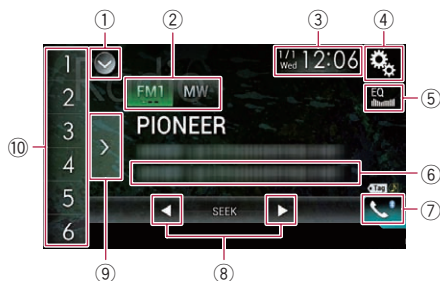 ① ② ③ ④
1 1/1 Wed 12:06
2 FM1 MW EQ ⑤
3 PIONEER
⑩ 4
⑥
5 Tag
6 SEEK ⑦
⑨ ⑧